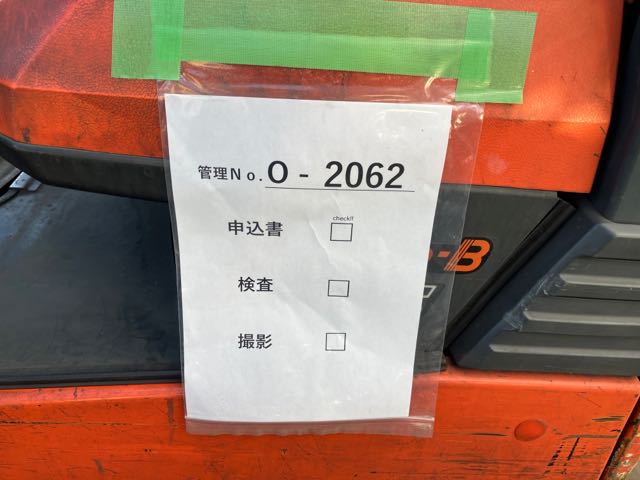 管理No. O - 2062
check!!
申込書 □
検査 □
撮影 □
-B